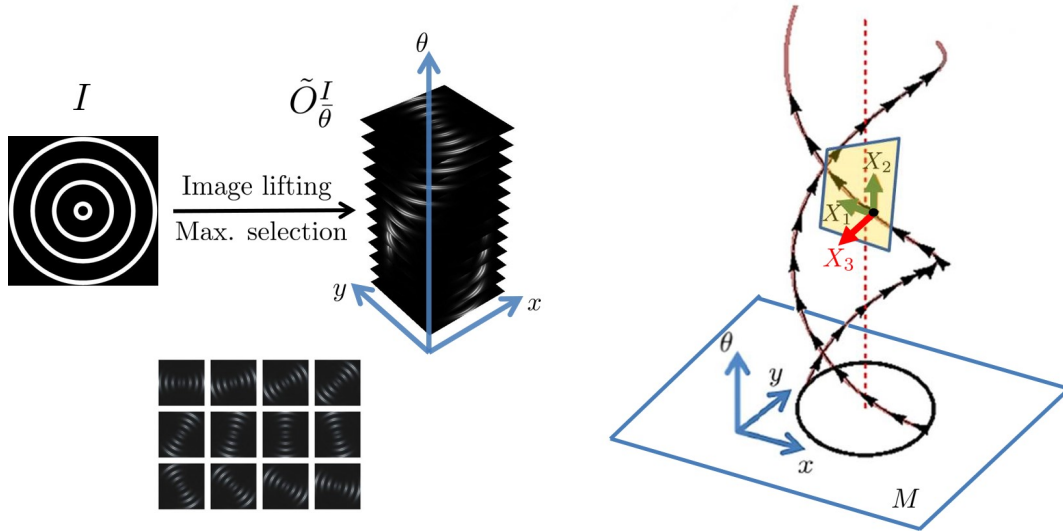 I
Õ^I_θ̄
θ
Image lifting
Max. selection
y
x
X₂
X₁
X₃
θ
y
x
M